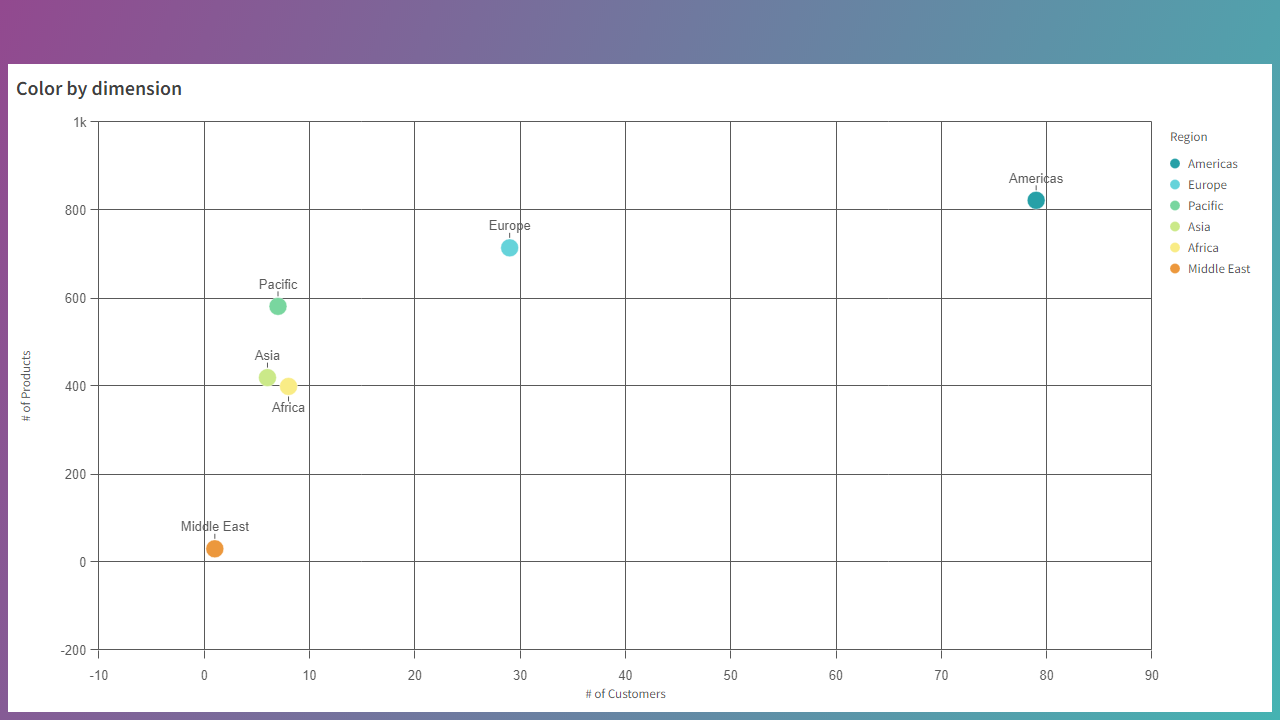 Color by dimension
1k
800
600
400
200
0
-200
# of Products
Americas
Europe
Pacific
Asia
Africa
Middle East
-10 0 10 20 30 40 50 60 70 80 90
# of Customers
Region
Americas
Europe
Pacific
Asia
Africa
Middle East